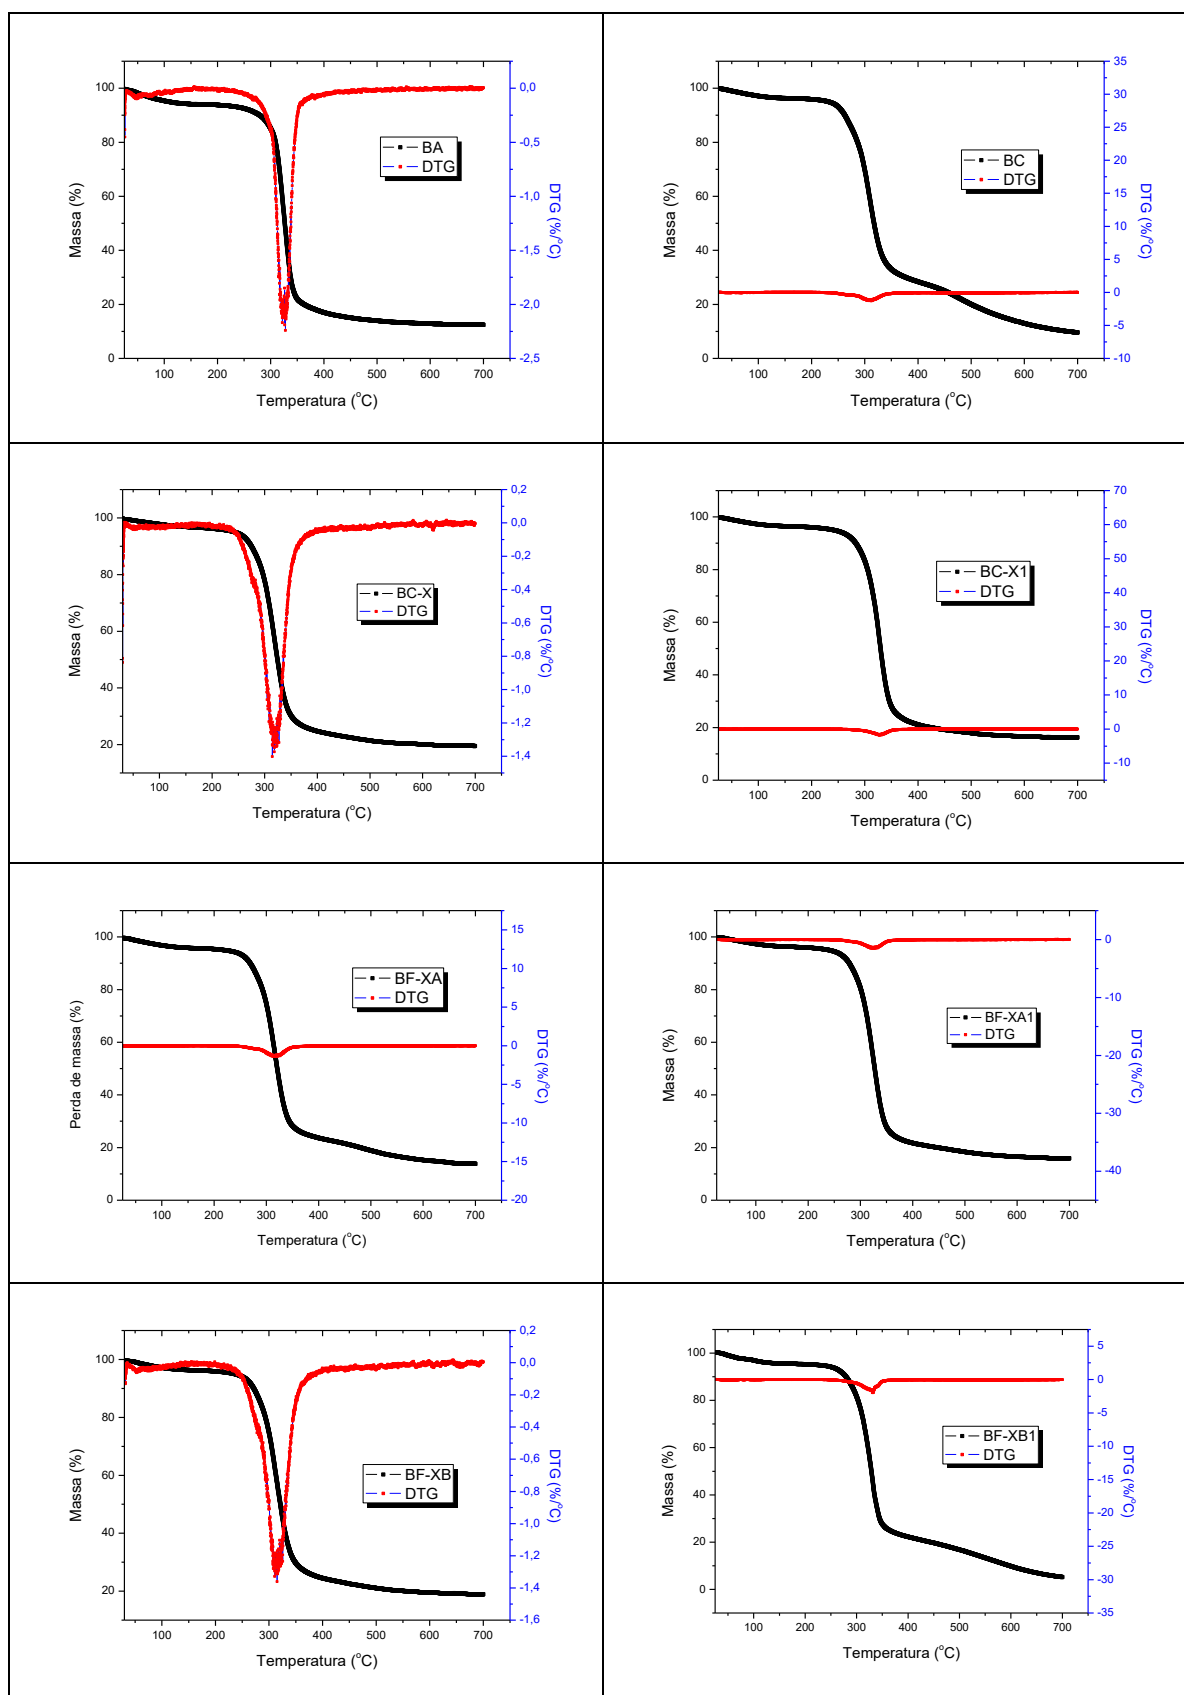 100
80
60
40
20
0
Massa (%)
0,0
-0,5
-1,0
-1,5
-2,0
-2,5
DTG (%/°C)
BA
DTG
100 200 300 400 500 600 700
Temperatura (°C)
100
80
60
40
20
0
Massa (%)
35
30
25
20
15
10
5
0
-5
-10
DTG (%/°C)
BC
DTG
100 200 300 400 500 600 700
Temperatura (°C)
100
80
60
40
20
Massa (%)
0,2
0,0
-0,2
-0,4
-0,6
-0,8
-1,0
-1,2
-1,4
DTG (%/°C)
BC-X
DTG
100 200 300 400 500 600 700
Temperatura (°C)
100
80
60
40
20
0
Massa (%)
70
60
50
40
30
20
10
0
-10
DTG (%/°C)
BC-X1
DTG
100 200 300 400 500 600 700
Temperatura (°C)
100
80
60
40
20
0
Perda de massa (%)
15
10
5
0
-5
-10
-15
-20
DTG (%/°C)
BF-XA
DTG
100 200 300 400 500 600 700
Temperatura (°C)
100
80
60
40
20
0
Massa (%)
0
-10
-20
-30
-40
DTG (%/°C)
BF-XA1
DTG
100 200 300 400 500 600 700
Temperatura (°C)
100
80
60
40
20
Massa (%)
0,2
0,0
-0,2
-0,4
-0,6
-0,8
-1,0
-1,2
-1,4
-1,6
DTG (%/°C)
BF-XB
DTG
100 200 300 400 500 600 700
Temperatura (°C)
100
80
60
40
20
0
Massa (%)
5
0
-5
-10
-15
-20
-25
-30
-35
DTG (%/°C)
BF-XB1
DTG
100 200 300 400 500 600 700
Temperatura (°C)